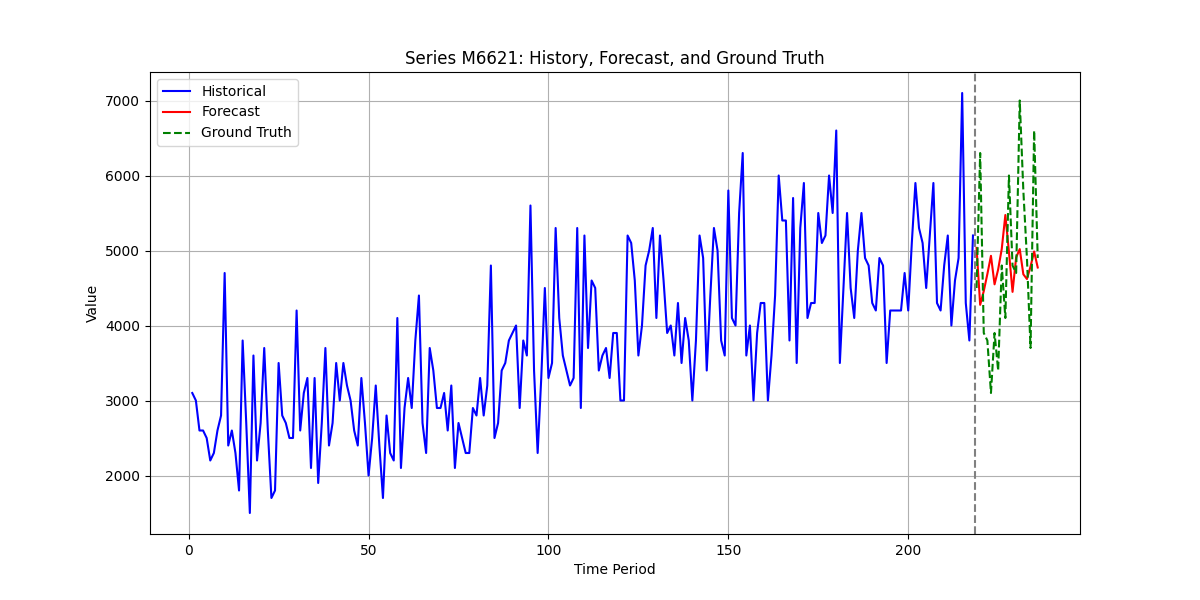 Series M6621: History, Forecast, and Ground Truth
Historical
Forecast
Ground Truth
7000
6000
5000
4000
3000
2000
Value
0 50 100 150 200
Time Period